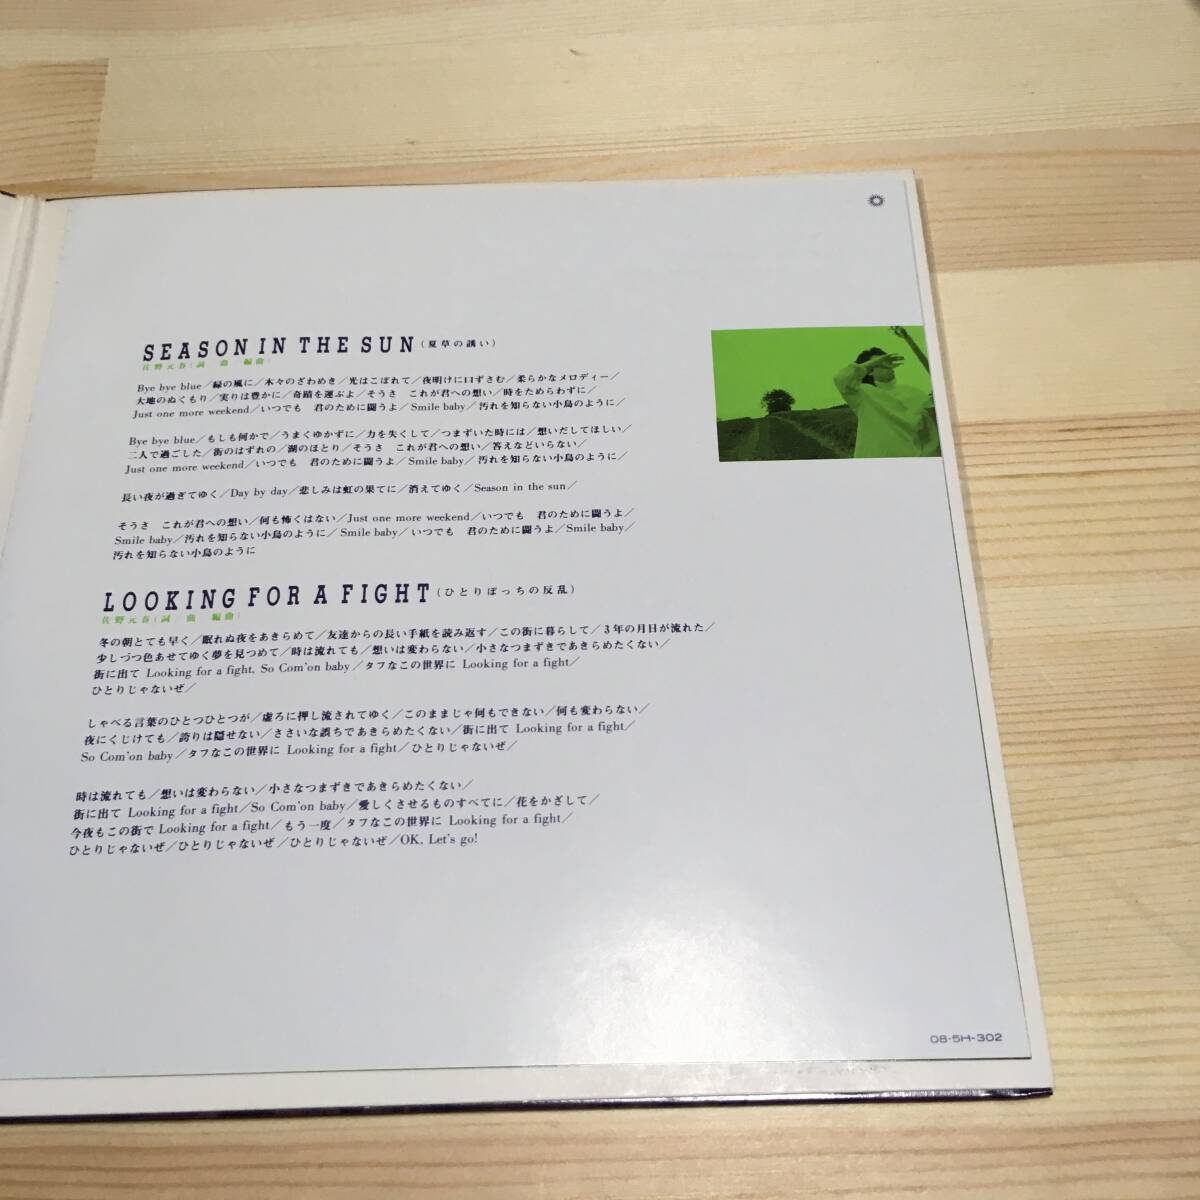 SEASON IN THE SUN (夏草の誘い)
佐野元春(詞 曲 編曲)
Bye bye blue／緑の風に／木々のざわめき／光はこぼれて／夜明けに口ずさむ／柔らかなメロディー／
大地のぬくもり／実りは豊かに／奇蹟を運ぶよ／そうさ　これが君への想い／時をためらわずに／
Just one more weekend／いつでも　君のために闘うよ／Smile baby／汚れを知らない小鳥のように／
Bye bye blue／もしも何かで／うまくゆかずに／力を失くして／つまずいた時には／想いだしてほしい／
二人で過ごした／街のはずれの／湖のほとり／そうさ　これが君への想い／答えなどいらない／
Just one more weekend／いつでも　君のために闘うよ／Smile baby／汚れを知らない小鳥のように／
長い夜が過ぎてゆく／Day by day／悲しみは虹の果てに／消えてゆく／Season in the sun／
そうさ　これが君への想い／何も怖くはない／Just one more weekend／いつでも　君のために闘うよ／
Smile baby／汚れを知らない小鳥のように／Smile baby／いつでも　君のために闘うよ／Smile baby／
汚れを知らない小鳥のように
LOOKING FOR A FIGHT (ひとりぼっちの反乱)
佐野元春(詞 曲 編曲)
冬の朝とても早く／眠れぬ夜をあきらめて／友達からの長い手紙を読み返す／この街に暮らして／3年の月日が流れた／
少しづつ色あせてゆく夢を見つめて／時は流れても／想いは変わらない／小さなつまずきであきらめたくない／
街に出て Looking for a fight, So Com'on baby／タフなこの世界に Looking for a fight／
ひとりじゃないぜ／
しゃべる言葉のひとつひとつが／虚ろに押し流されてゆく／このままじゃ何もできない／何も変わらない／
夜にくじけても／誇りは隠せない／ささいな誤ちであきらめたくない／街に出て Looking for a fight／
So Com'on baby／タフなこの世界に Looking for a fight／ひとりじゃないぜ／
時は流れても／想いは変わらない／小さなつまずきであきらめたくない／
街に出て Looking for a fight／So Com'on baby／愛しくさせるものすべてに／花をかざして／
今夜もこの街で Looking for a fight／もう一度／タフなこの世界に Looking for a fight／
ひとりじゃないぜ／ひとりじゃないぜ／ひとりじゃないぜ／OK, Let's go!
08·5H-302